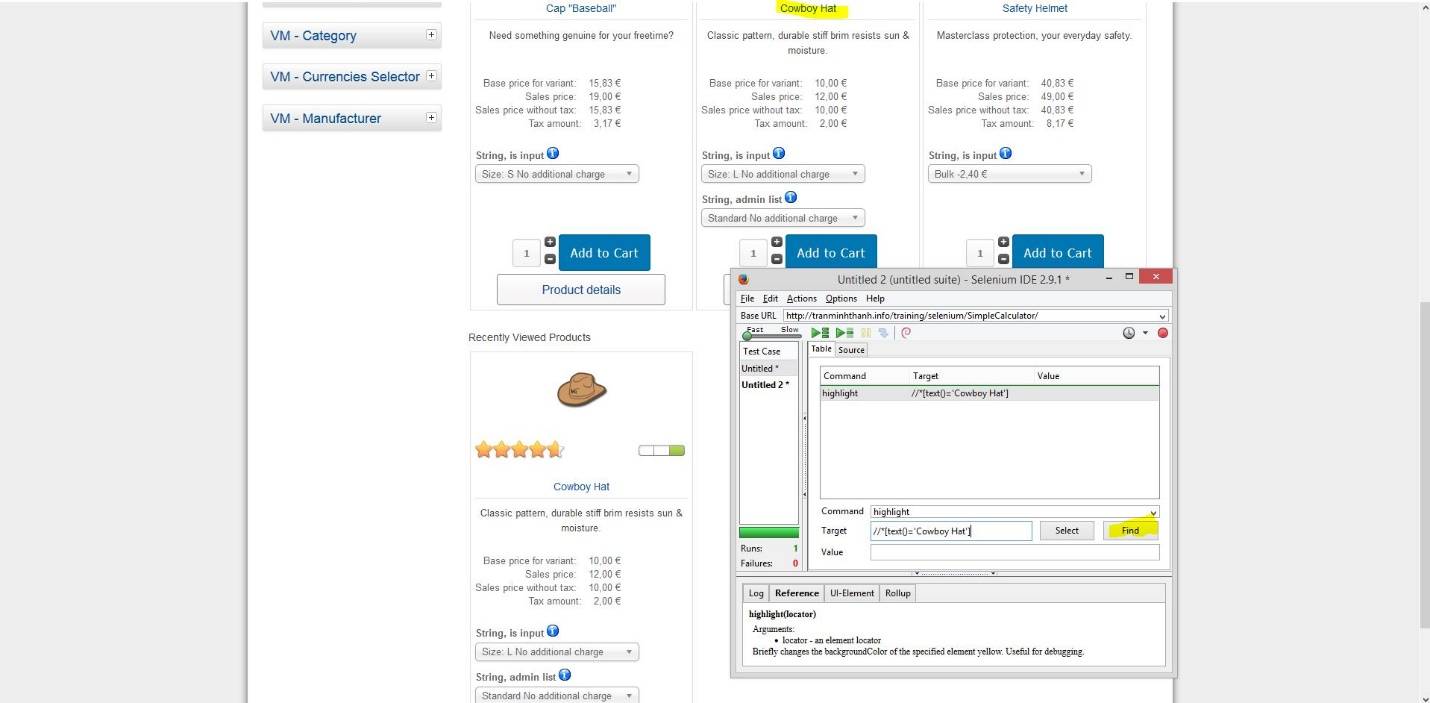 Cap "Baseball"
Cowboy Hat
Safety Helmet
VM - Category
VM - Currencies Selector
VM - Manufacturer
Need something genuine for your freetime?
Base price for variant: 15,83 €
Sales price: 19,00 €
Sales price without tax: 15,83 €
Tax amount: 3,17 €
String, is input
Size: S No additional charge
1
Add to Cart
Product details
Classic pattern, durable stiff brim resists sun &
moisture.
Base price for variant: 10,00 €
Sales price: 12,00 €
Sales price without tax: 10,00 €
Tax amount: 2,00 €
String, is input
Size: L No additional charge
String, admin list
Standard No additional charge
1
Add to Cart
Masterclass protection, your everyday safety.
Base price for variant: 40,83 €
Sales price: 49,00 €
Sales price without tax: 40,83 €
Tax amount: 8,17 €
String, is input
Bulk -2,40 €
1
Add to Cart
Recently Viewed Products
Cowboy Hat
Classic pattern, durable stiff brim resists sun &
moisture.
Base price for variant: 10,00 €
Sales price: 12,00 €
Sales price without tax: 10,00 €
Tax amount: 2,00 €
String, is input
Size: L No additional charge
String, admin list
Standard No additional charge
Untitled 2 (untitled suite) - Selenium IDE 2.9.1 *
File Edit Actions Options Help
Base URL http://tranminhthanh.info/training/selenium/SimpleCalculator/
Fast Slow
Test Case
Untitled *
Untitled 2 *
Runs: 1
Failures: 0
Table Source
Command Target Value
highlight //*[text()='Cowboy Hat']
Command highlight
Target //*[text()='Cowboy Hat'] Select Find
Value
Log Reference UI-Element Rollup
highlight(locator)
Arguments:
• locator - an element locator
Briefly changes the backgroundColor of the specified element yellow. Useful for debugging.